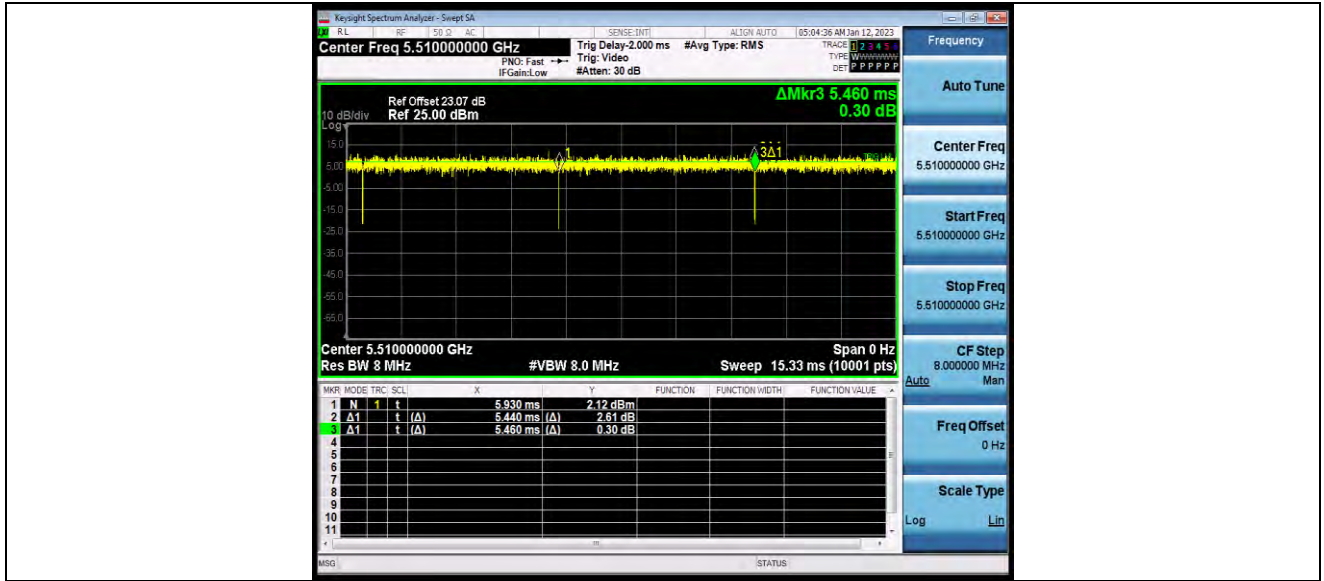 Keysight Spectrum Analyzer - Swept SA
RL RF 50 Ω AC SENSE:INT ALIGN AUTO 05:04:36 AM Jan 12, 2023
Center Freq 5.510000000 GHz Trig Delay-2.000 ms #Avg Type: RMS TRACE 1 2 3 4 5 6
PNO: Fast Trig: Video TYPE WWWWWW
IFGain:Low #Atten: 30 dB DET P P P P P P
ΔMkr3 5.460 ms
0.30 dB
Ref Offset 23.07 dB
10 dB/div Ref 25.00 dBm
Log
15.0
5.00
-5.00
-15.0
-25.0
-35.0
-45.0
-55.0
-65.0
1
3Δ1
Center 5.510000000 GHz Span 0 Hz
Res BW 8 MHz #VBW 8.0 MHz Sweep 15.33 ms (10001 pts)
MKR MODE TRC SCL X Y FUNCTION FUNCTION WIDTH FUNCTION VALUE
1 N 1 t 5.930 ms 2.12 dBm
2 Δ1 t (Δ) 5.440 ms (Δ) 2.61 dB
3 Δ1 t (Δ) 5.460 ms (Δ) 0.30 dB
4
5
6
7
8
9
10
11
MSG STATUS
Frequency
Auto Tune
Center Freq
5.510000000 GHz
Start Freq
5.510000000 GHz
Stop Freq
5.510000000 GHz
CF Step
8.000000 MHz
Auto Man
Freq Offset
0 Hz
Scale Type
Log Lin